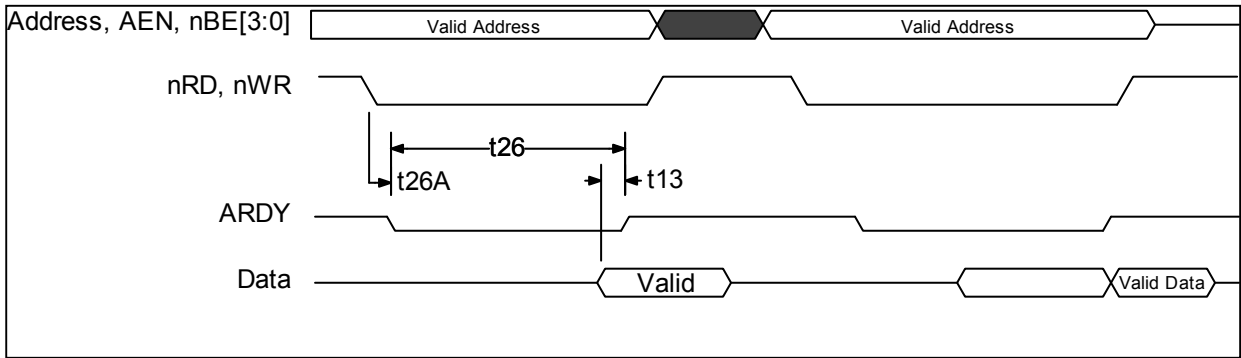 Address, AEN, nBE[3:0]
Valid Address
Valid Address
nRD, nWR
t26
t26A
t13
ARDY
Data
Valid
Valid Data